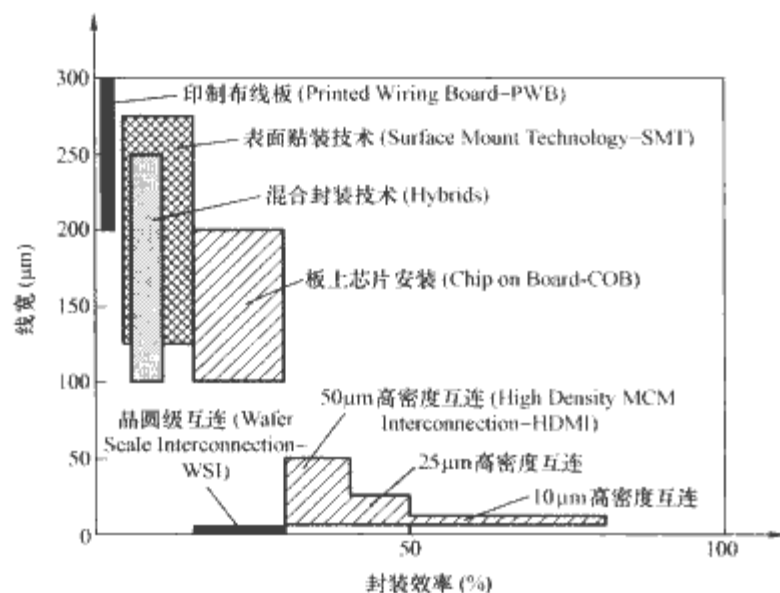 300
印制布线板 (Printed Wiring Board-PWB)
表面贴装技术 (Surface Mount Technology-SMT)
250
混合封装技术 (Hybrids)
200
板上芯片安装 (Chip on Board-COB)
线宽 (μm)
150
100
50μm高密度互连 (High Density MCM
Interconnection-HDMI)
晶圆级互连 (Wafer
Scale Interconnection-
WSI)
50
25μm高密度互连
10μm高密度互连
0
50
100
封装效率 (%)